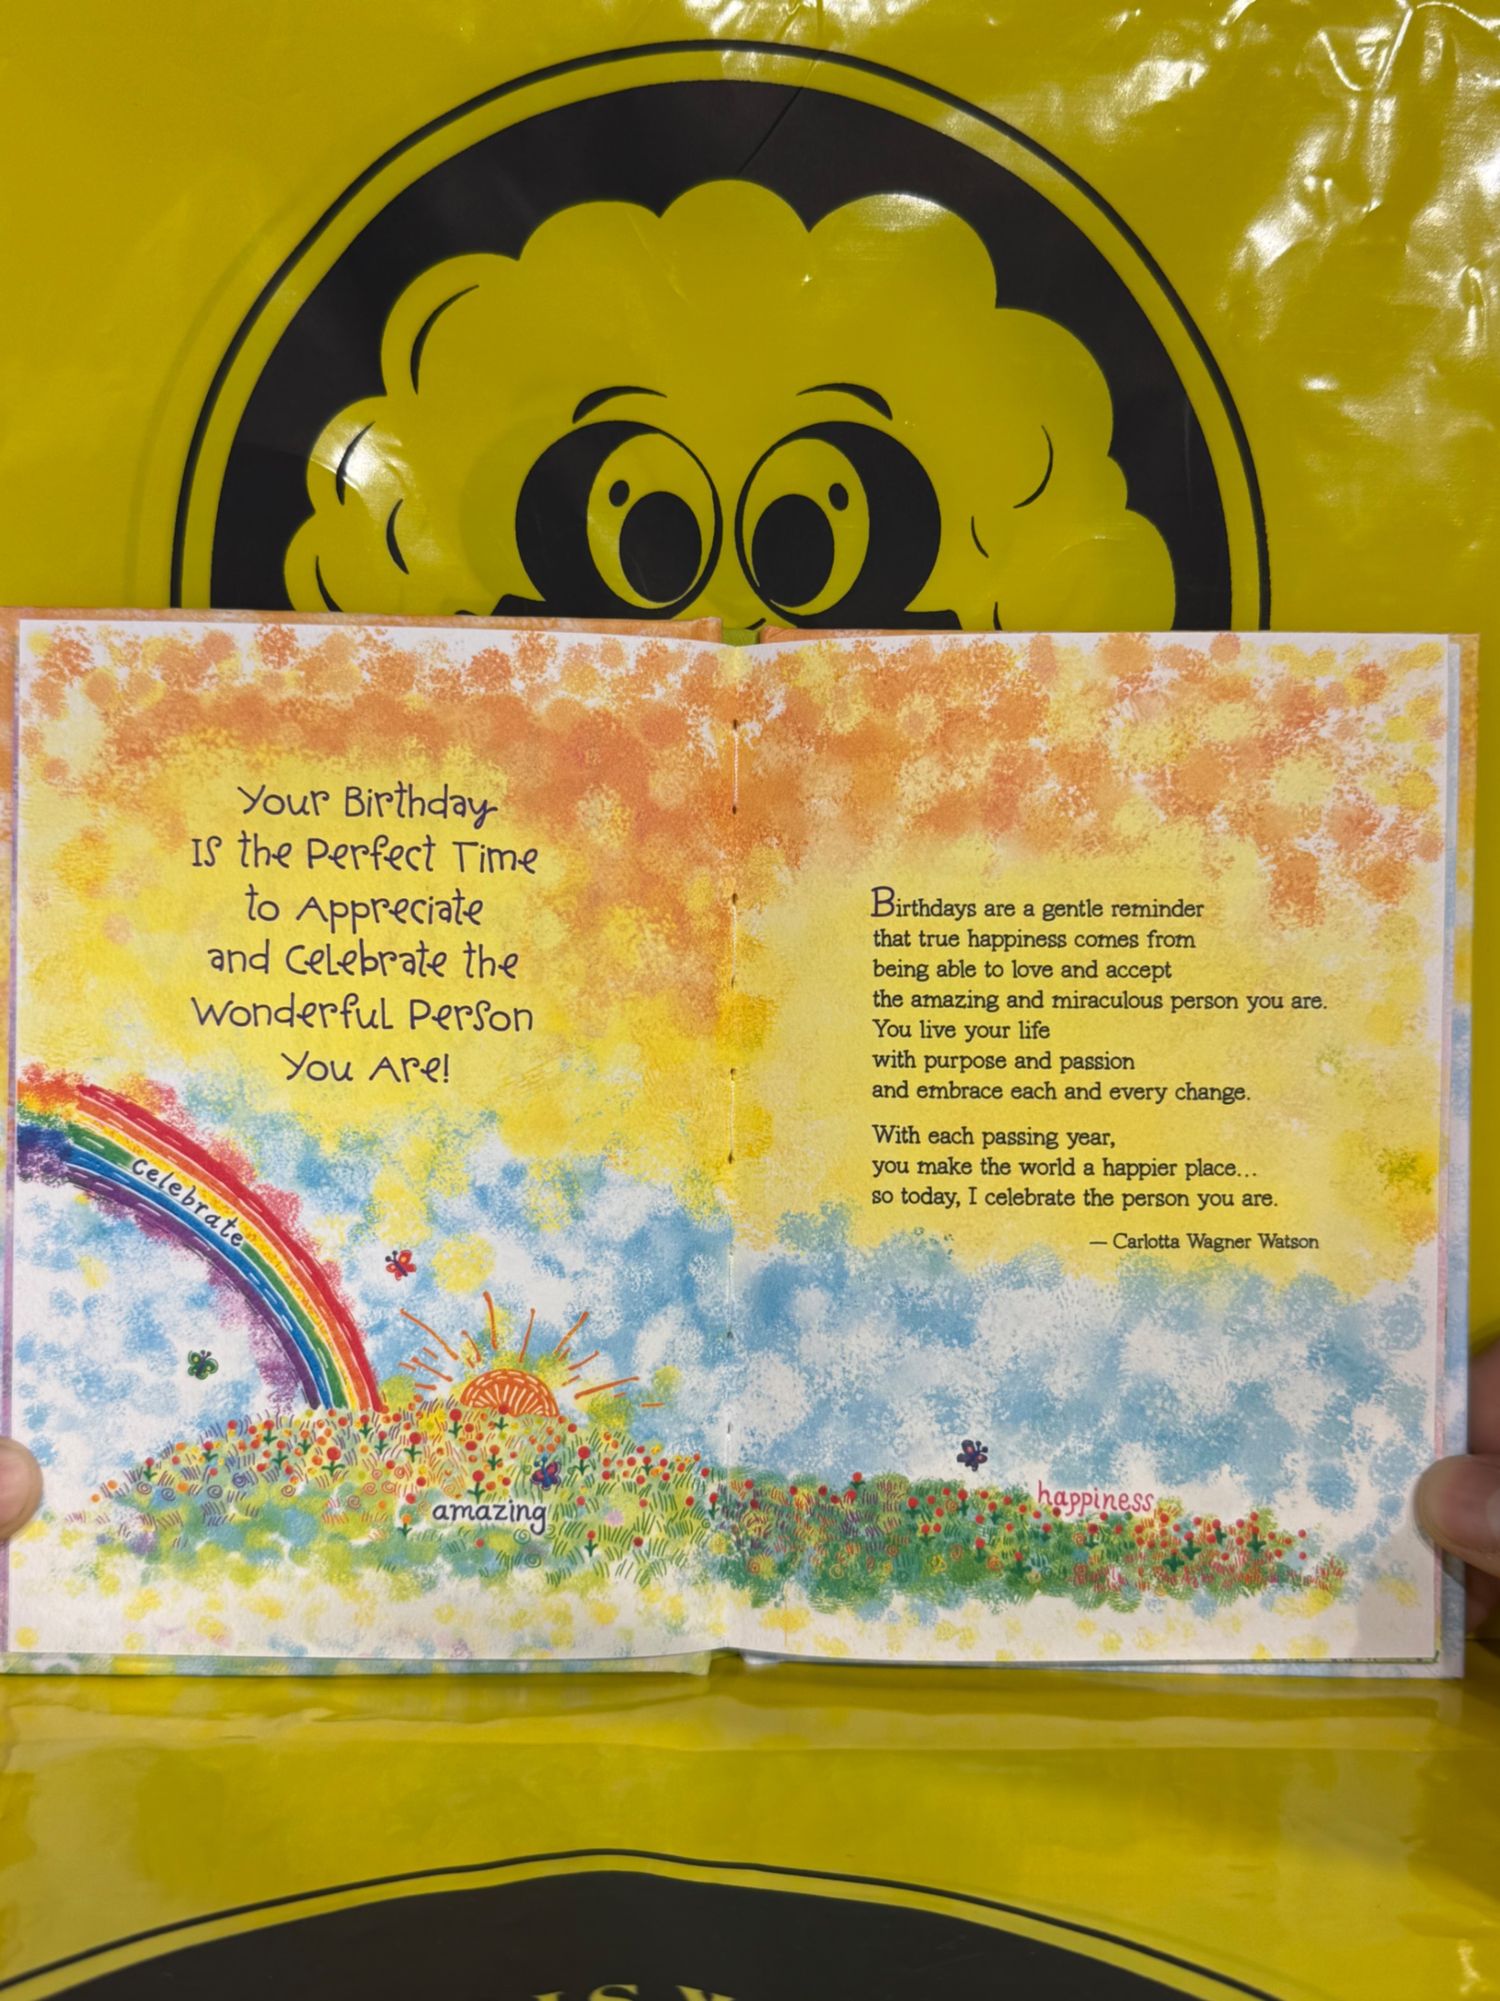 Your Birthday
Is the Perfect Time
to Appreciate
and Celebrate the
Wonderful Person
You Are!
Celebrate
amazing
Birthdays are a gentle reminder
that true happiness comes from
being able to love and accept
the amazing and miraculous person you are.
You live your life
with purpose and passion
and embrace each and every change.
With each passing year,
you make the world a happier place...
so today, I celebrate the person you are.
— Carlotta Wagner Watson
happiness
IS